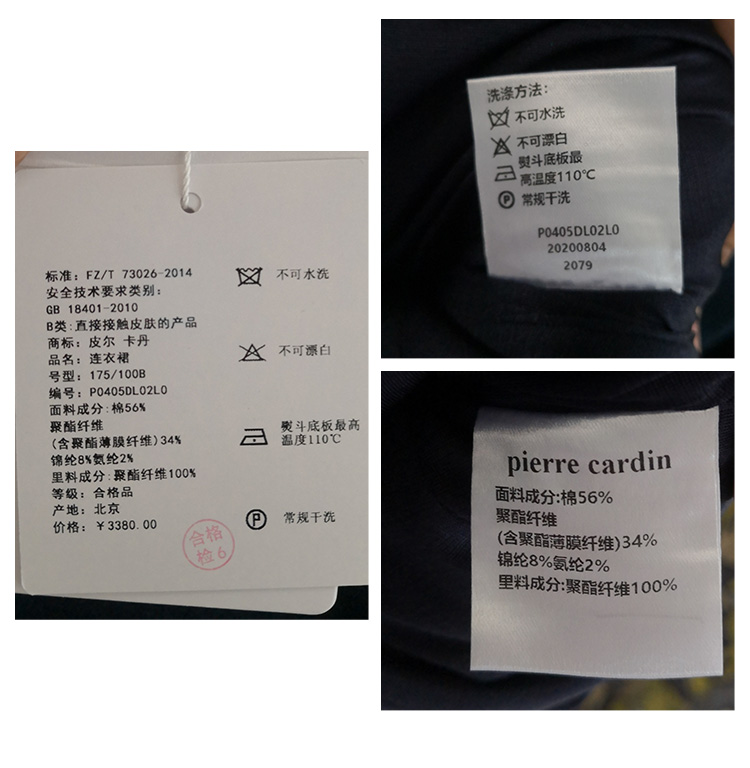 标准: FZ/T 73026-2014
安全技术要求类别:
GB 18401-2010
B类:直接接触皮肤的产品
商标: 皮尔 卡丹
品名: 连衣裙
号型: 175/100B
编号: P0405DL02L0
面料成分:棉56%
聚酯纤维
(含聚酯薄膜纤维)34%
锦纶8%氨纶2%
里料成分:聚酯纤维100%
等级: 合格品
产地: 北京
价格: ¥3380.00
不可水洗
不可漂白
熨斗底板最高
温度110℃
P
常规干洗
合格
检6
洗涤方法:
不可水洗
不可漂白
熨斗底板最
高温度110℃
P 常规干洗
P0405DL02L0
20200804
2079
pierre cardin
面料成分:棉56%
聚酯纤维
(含聚酯薄膜纤维)34%
锦纶8%氨纶2%
里料成分:聚酯纤维100%